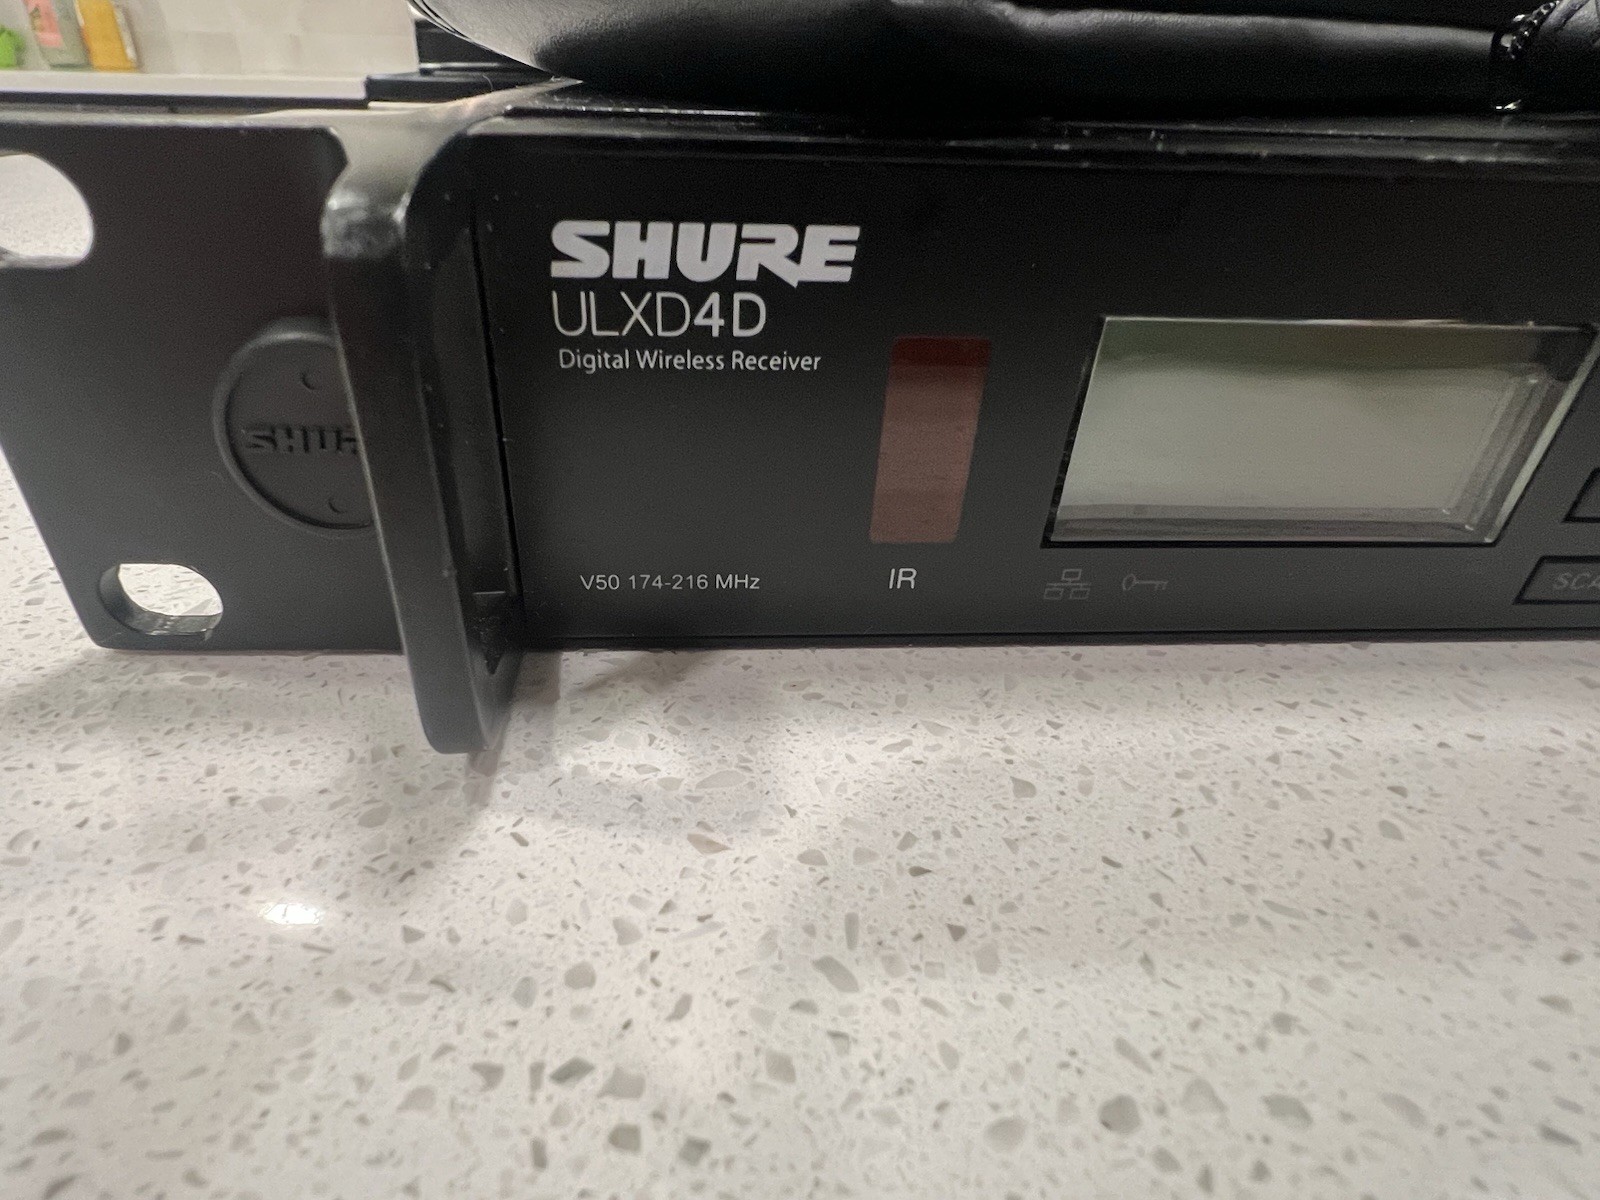 SHURE
ULXD4D
Digital Wireless Receiver
V50 174-216 MHz
IR